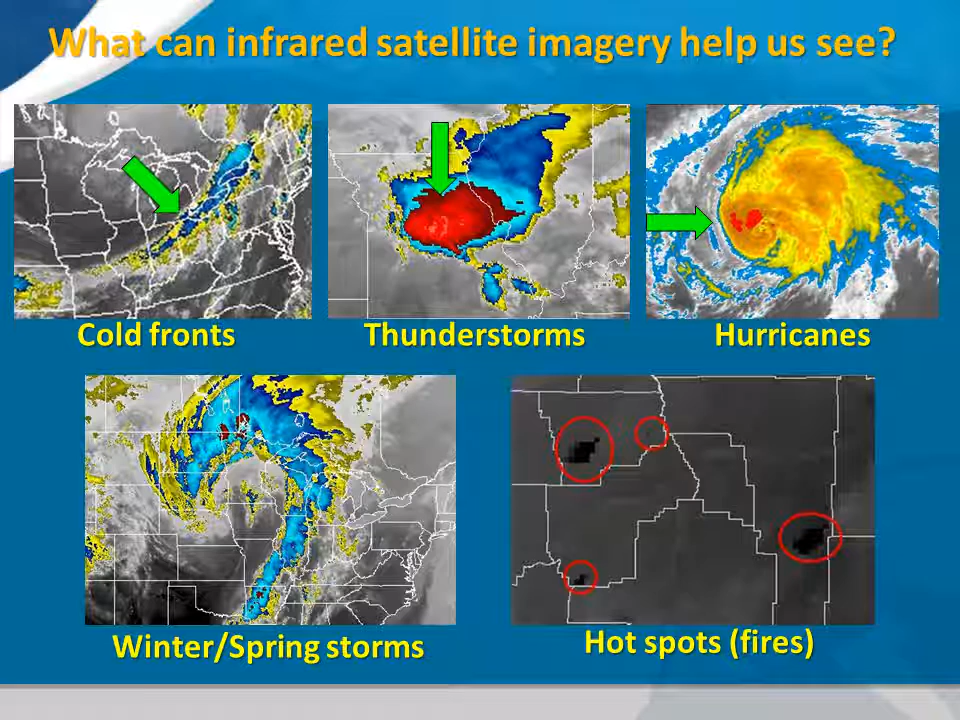 What can infrared satellite imagery help us see?
Cold fronts
Thunderstorms
Hurricanes
Winter/Spring storms
Hot spots (fires)